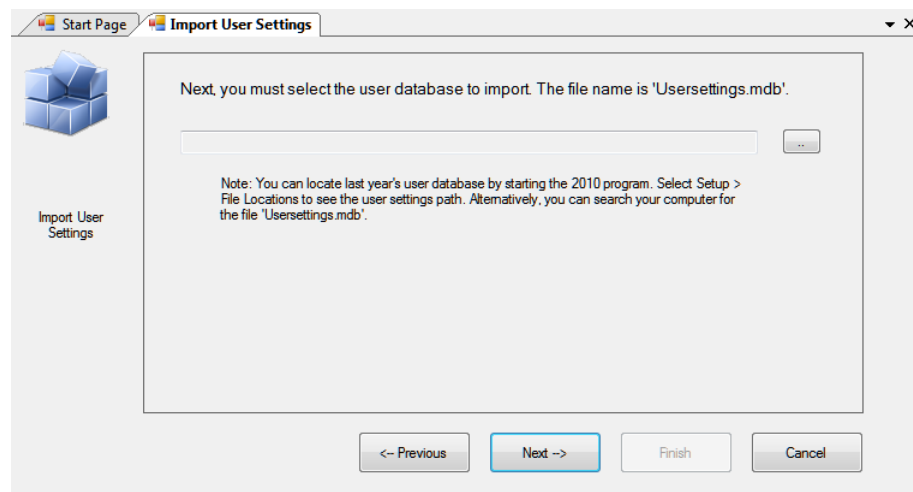 Start Page
Import User Settings
Next, you must select the user database to import. The file name is 'Usersettings.mdb'.
..
Note: You can locate last year's user database by starting the 2010 program. Select Setup >
File Locations to see the user settings path. Alternatively, you can search your computer for
the file 'Usersettings.mdb'.
Import User
Settings
<-- Previous
Next -->
Finish
Cancel